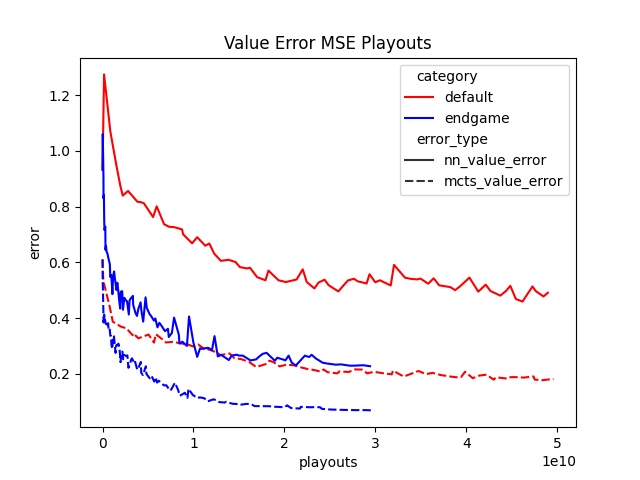 Value Error MSE Playouts
category
default
endgame
error_type
nn_value_error
mcts_value_error
error
1.2
1.0
0.8
0.6
0.4
0.2
0
1
2
3
4
5
1e10
playouts